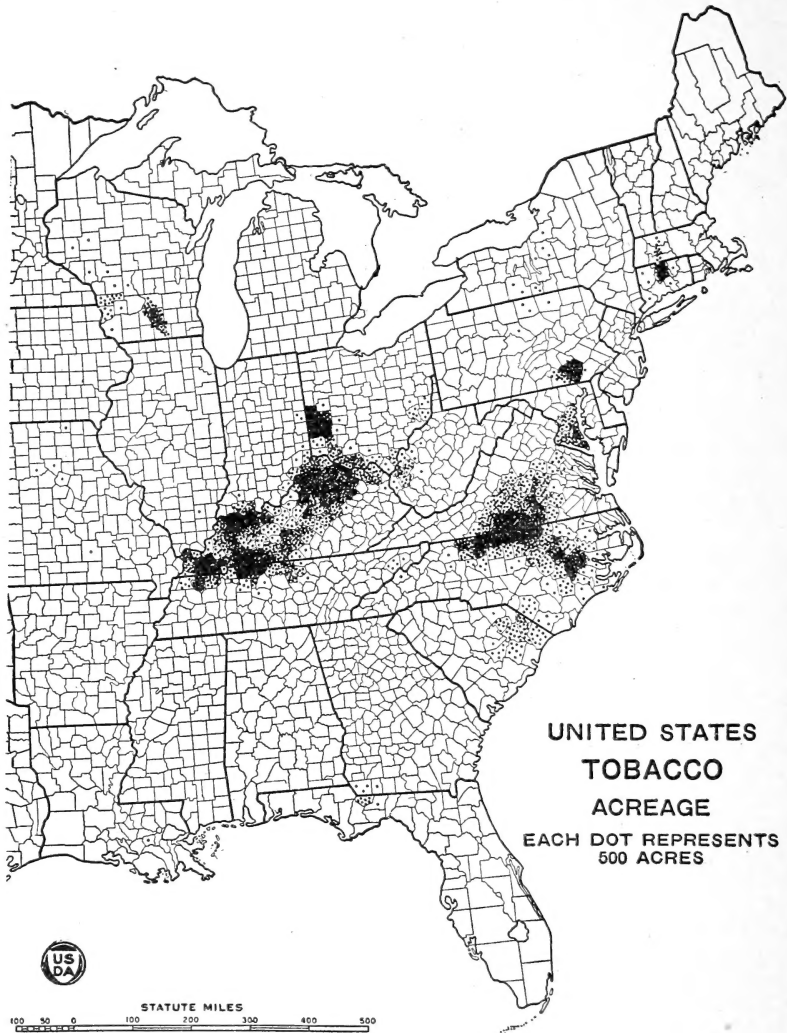 UNITED STATES
TOBACCO
ACREAGE
EACH DOT REPRESENTS
500 ACRES
US
DA
STATUTE MILES
100 50 0 100 200 300 400 500